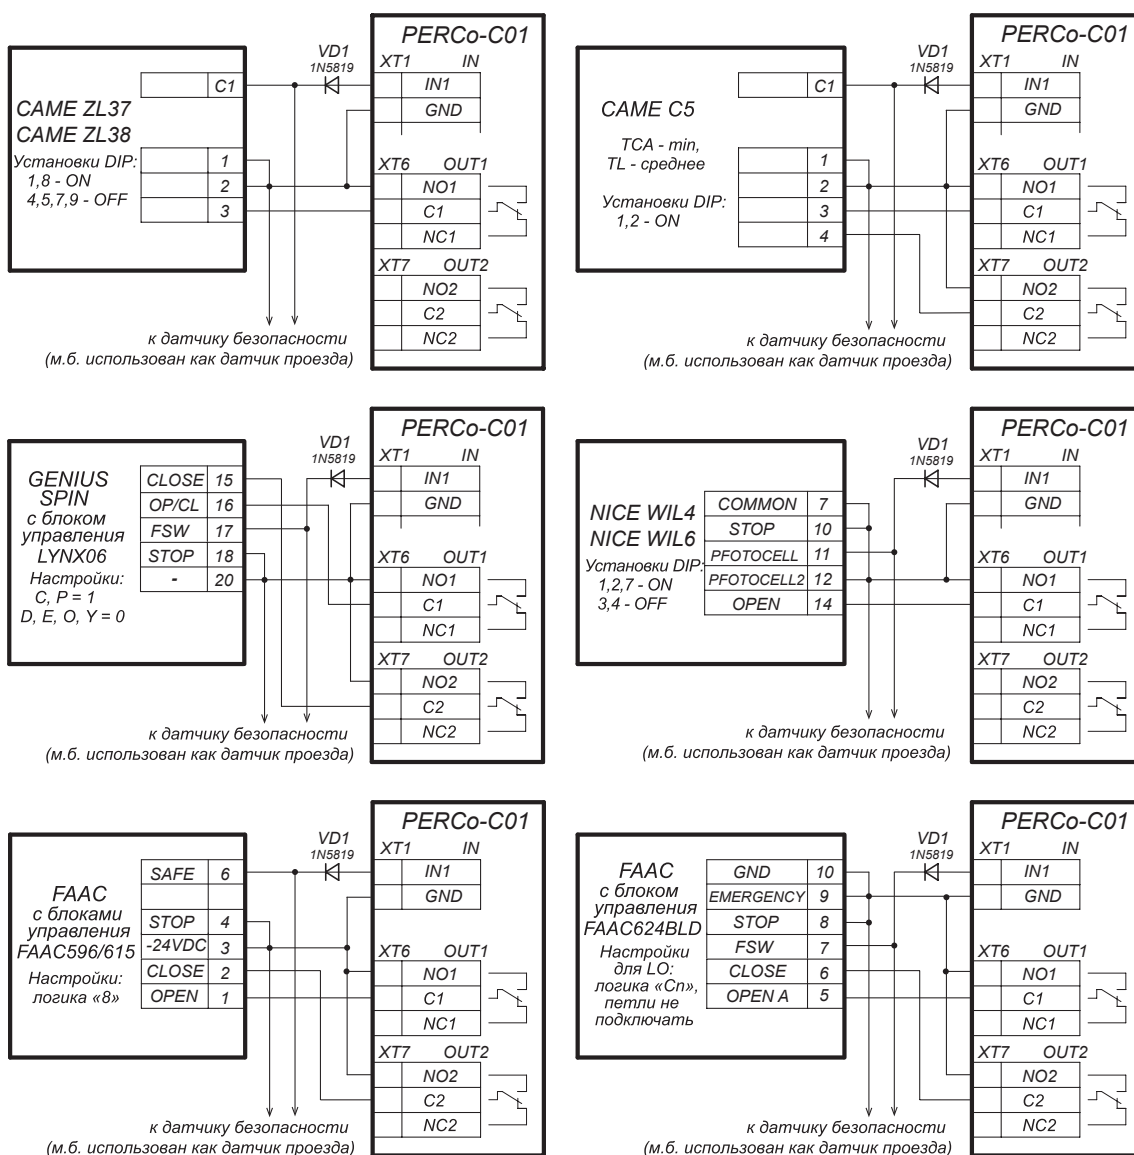 CAME ZL37
CAME ZL38
Установки DIP:
1,8 - ON
4,5,7,9 - OFF
C1
1
2
3
VD1
1N5819
PERCo-C01
XT1 IN
IN1
GND
XT6 OUT1
NO1
C1
NC1
XT7 OUT2
NO2
C2
NC2
к датчику безопасности
(м.б. использован как датчик проезда)
CAME C5
TCA - min,
TL - среднее
Установки DIP:
1,2 - ON
C1
1
2
3
4
VD1
1N5819
PERCo-C01
XT1 IN
IN1
GND
XT6 OUT1
NO1
C1
NC1
XT7 OUT2
NO2
C2
NC2
к датчику безопасности
(м.б. использован как датчик проезда)
GENIUS
SPIN
с блоком
управления
LYNX06
Настройки:
C, P = 1
D, E, O, Y = 0
CLOSE 15
OP/CL 16
FSW 17
STOP 18
- 20
VD1
1N5819
PERCo-C01
XT1 IN
IN1
GND
XT6 OUT1
NO1
C1
NC1
XT7 OUT2
NO2
C2
NC2
к датчику безопасности
(м.б. использован как датчик проезда)
NICE WIL4
NICE WIL6
Установки DIP:
1,2,7 - ON
3,4 - OFF
COMMON 7
STOP 10
PFOTOCELL 11
PFOTOCELL2 12
OPEN 14
VD1
1N5819
PERCo-C01
XT1 IN
IN1
GND
XT6 OUT1
NO1
C1
NC1
XT7 OUT2
NO2
C2
NC2
к датчику безопасности
(м.б. использован как датчик проезда)
FAAC
с блоками
управления
FAAC596/615
Настройки:
логика «8»
SAFE 6
STOP 4
-24VDC 3
CLOSE 2
OPEN 1
VD1
1N5819
PERCo-C01
XT1 IN
IN1
GND
XT6 OUT1
NO1
C1
NC1
XT7 OUT2
NO2
C2
NC2
к датчику безопасности
(м.б. использован как датчик проезда)
FAAC
с блоком
управления
FAAC624BLD
Настройки
для LO:
логика «Cn»,
петли не
подключать
GND 10
EMERGENCY 9
STOP 8
FSW 7
CLOSE 6
OPEN A 5
VD1
1N5819
PERCo-C01
XT1 IN
IN1
GND
XT6 OUT1
NO1
C1
NC1
XT7 OUT2
NO2
C2
NC2
к датчику безопасности
(м.б. использован как датчик проезда)